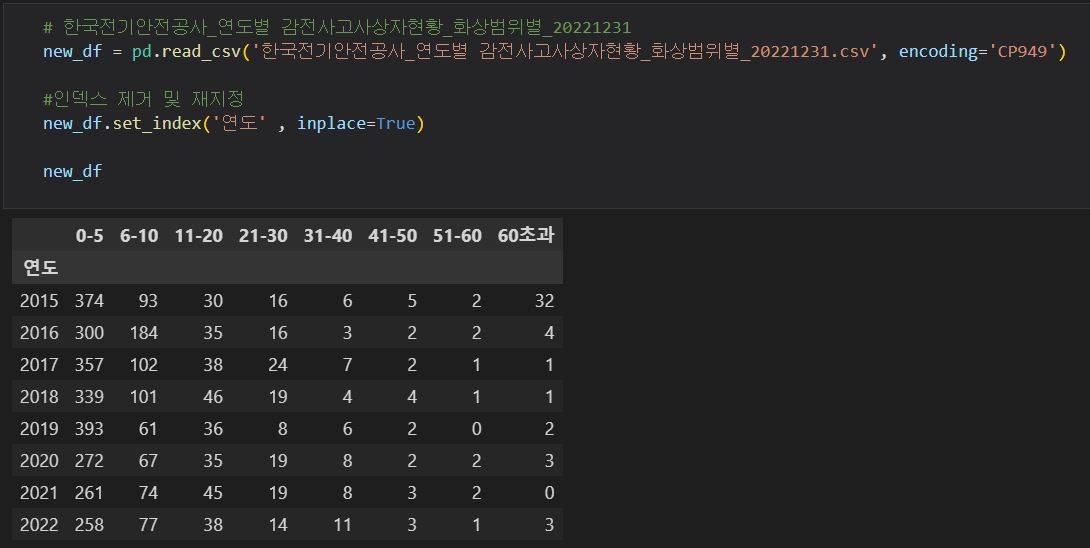 # 한국전기안전공사_연도별 감전사고사상자현황_화상범위별_20221231
new_df = pd.read_csv('한국전기안전공사_연도별 감전사고사상자현황_화상범위별_20221231.csv', encoding='CP949')
#인덱스 제거 및 재지정
new_df.set_index('연도' , inplace=True)
new_df
0-5 6-10 11-20 21-30 31-40 41-50 51-60 60초과
연도
2015 374 93 30 16 6 5 2 32
2016 300 184 35 16 3 2 2 4
2017 357 102 38 24 7 2 1 1
2018 339 101 46 19 4 4 1 1
2019 393 61 36 8 6 2 0 2
2020 272 67 35 19 8 2 2 3
2021 261 74 45 19 8 3 2 0
2022 258 77 38 14 11 3 1 3